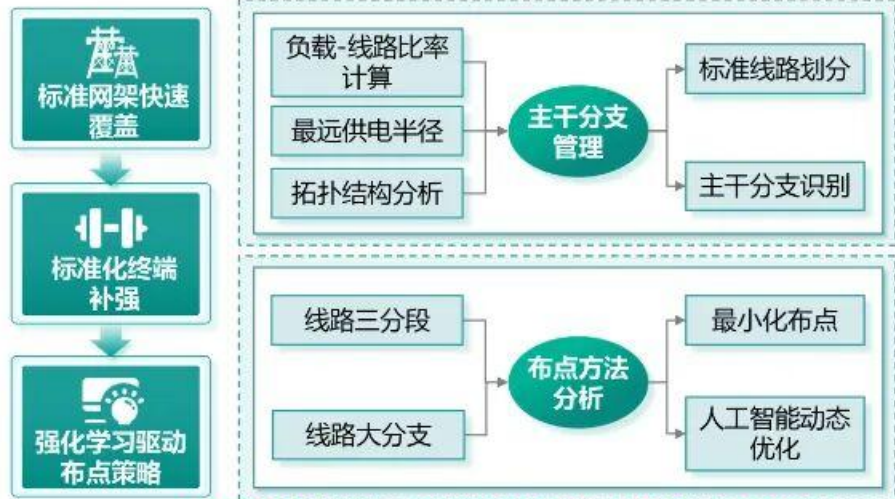 标准网架快速
覆盖
标准化终端
补强
强化学习驱动
布点策略
负载-线路比率
计算
最远供电半径
拓扑结构分析
主干分支
管理
标准线路划分
主干分支识别
线路三分段
线路大分支
布点方法
分析
最小化布点
人工智能动态
优化